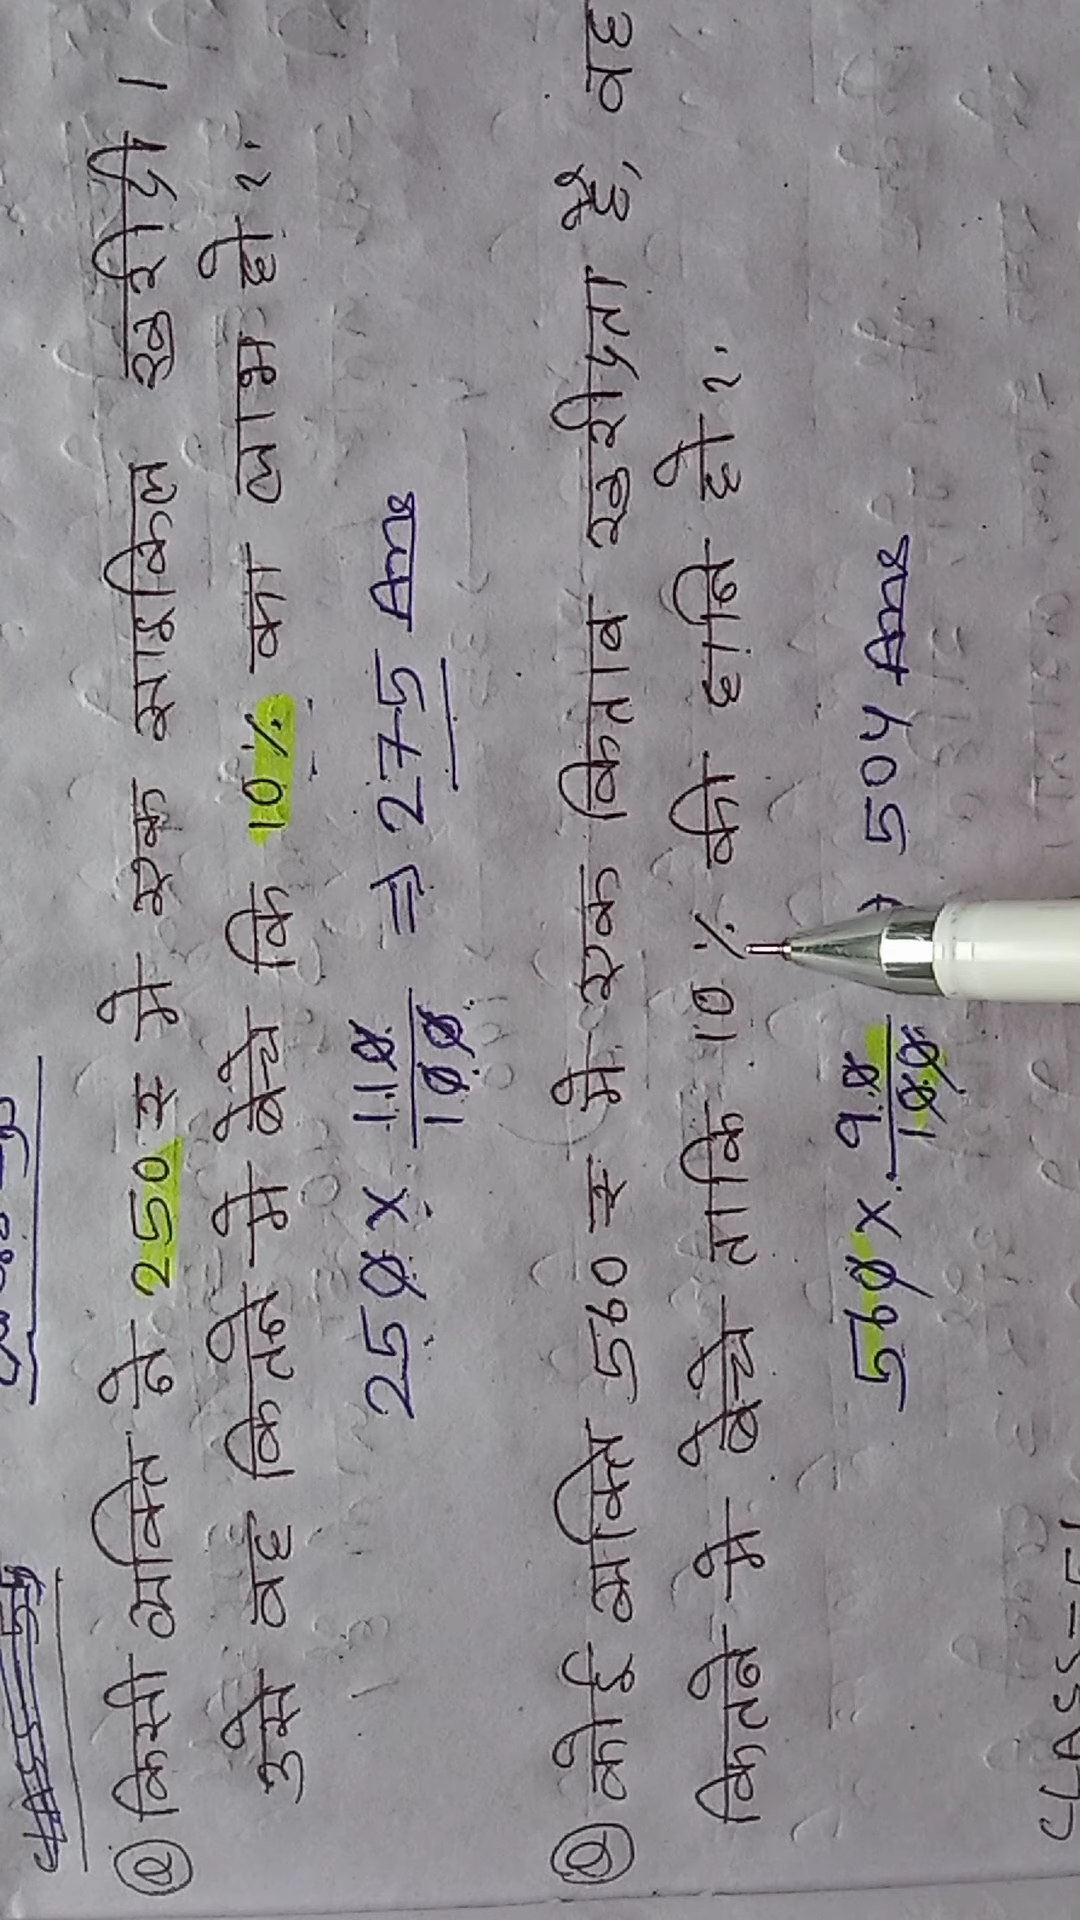 Q किसी व्यक्ति ने 250 रु में एक साइकिल खरीदी ।
उसे वह कितने में बेचे कि 10% का लाभ हो ?
250 × 110/100 ⇒ 275 Ans
Q कोई व्यक्ति 560 रु में एक किताब खरीदता है, वह
कितने में बेचे ताकि 10% की हानि हो ?
560 × 90/100 504 Ans